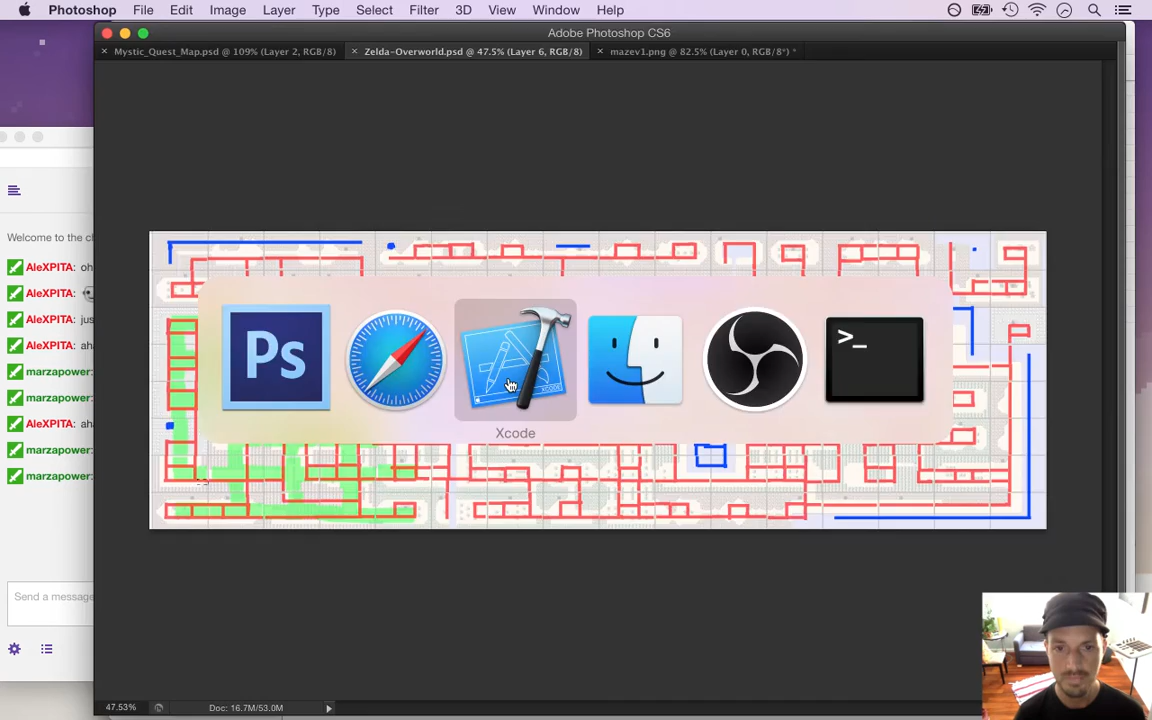 Photoshop File Edit Image Layer Type Select Filter 3D View Window Help
Adobe Photoshop CS6
Mystic_Quest_Map.psd @ 109% (Layer 2, RGB/8)
Zelda-Overworld.psd @ 47.5% (Layer 6, RGB/8)
mazev1.png @ 82.5% (Layer 0, RGB/8*) *
Welcome to the
AleXPITA: oh
AleXPITA:
AleXPITA: jus
AleXPITA: aha
marzapower:
marzapower:
AleXPITA: aha
marzapower:
marzapower:
Ps
>_
Xcode
Send a message
47.53% Doc: 16.7M/53.0M